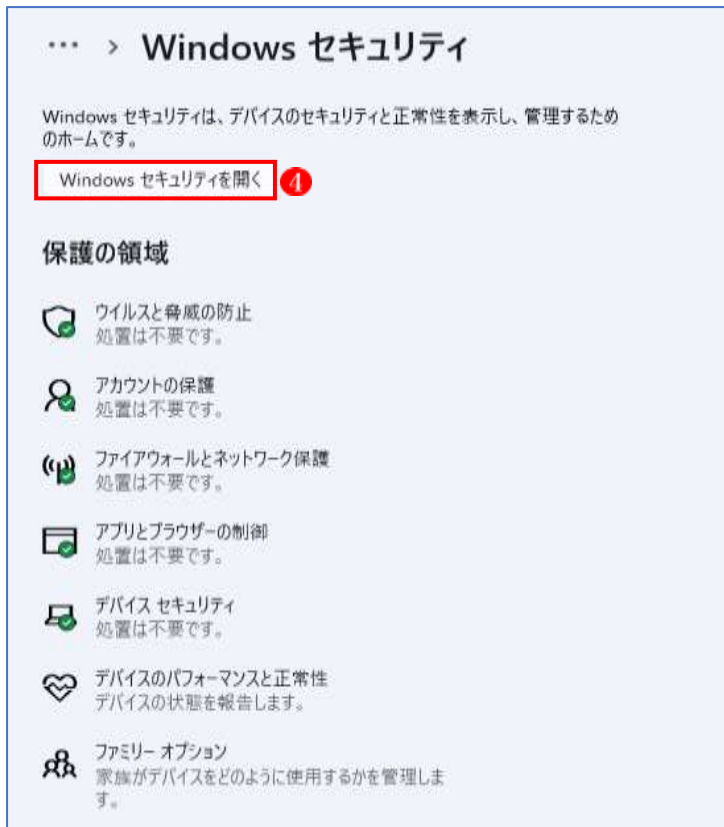 … > Windows セキュリティ
Windows セキュリティは、デバイスのセキュリティと正常性を表示し、管理するため
のホームです。
Windows セキュリティを開く 4
保護の領域
ウイルスと脅威の防止
処置は不要です。
アカウントの保護
処置は不要です。
ファイアウォールとネットワーク保護
処置は不要です。
アプリとブラウザーの制御
処置は不要です。
デバイス セキュリティ
処置は不要です。
デバイスのパフォーマンスと正常性
デバイスの状態を報告します。
ファミリー オプション
家族がデバイスをどのように使用するかを管理しま
す。